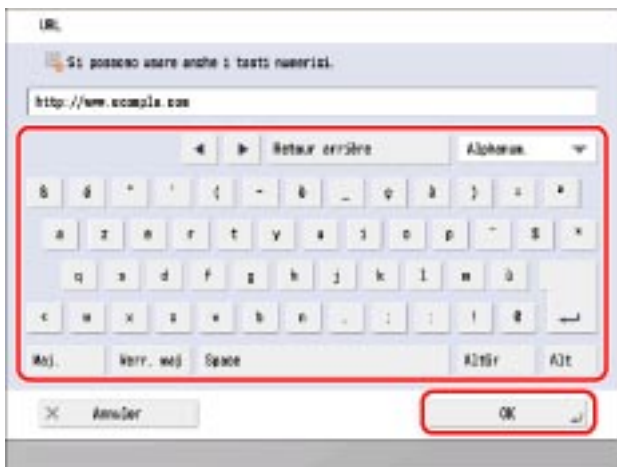 URL
Si possono usare anche i tasti numerici.
http://www.example.com
Retour arrière Alphanum.
& é " ' ( - è _ ç à ) =
a z e r t y u i o p ^ $ *
q s d f g h j k l m ù
< w x c v b n , ; : !
Maj. Verr. maj Space AltGr Alt
Annuler OK